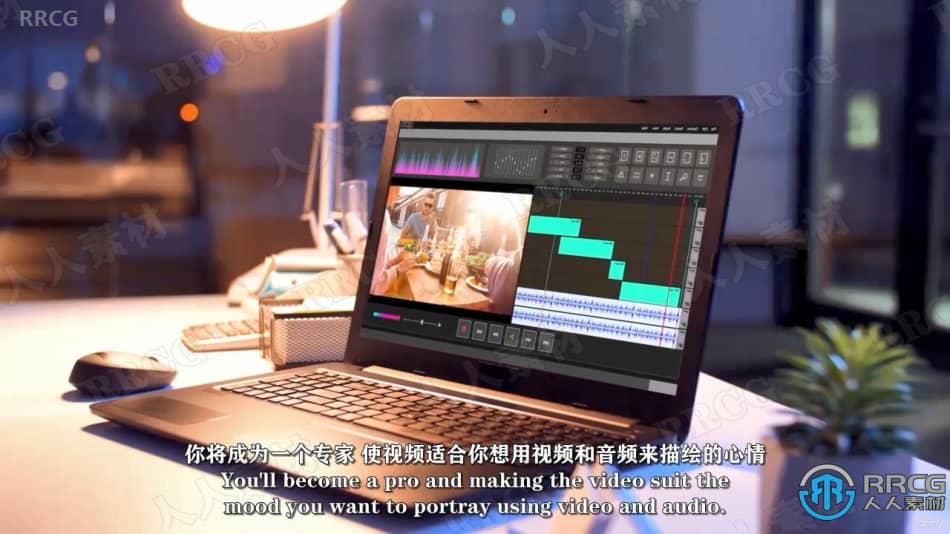 RRCG
你将成为一个专家 使视频适合你想用视频和音频来描绘的心情
You'll become a pro and making the video suit the
mood you want to portray using video and audio.
RRCG
人人素材